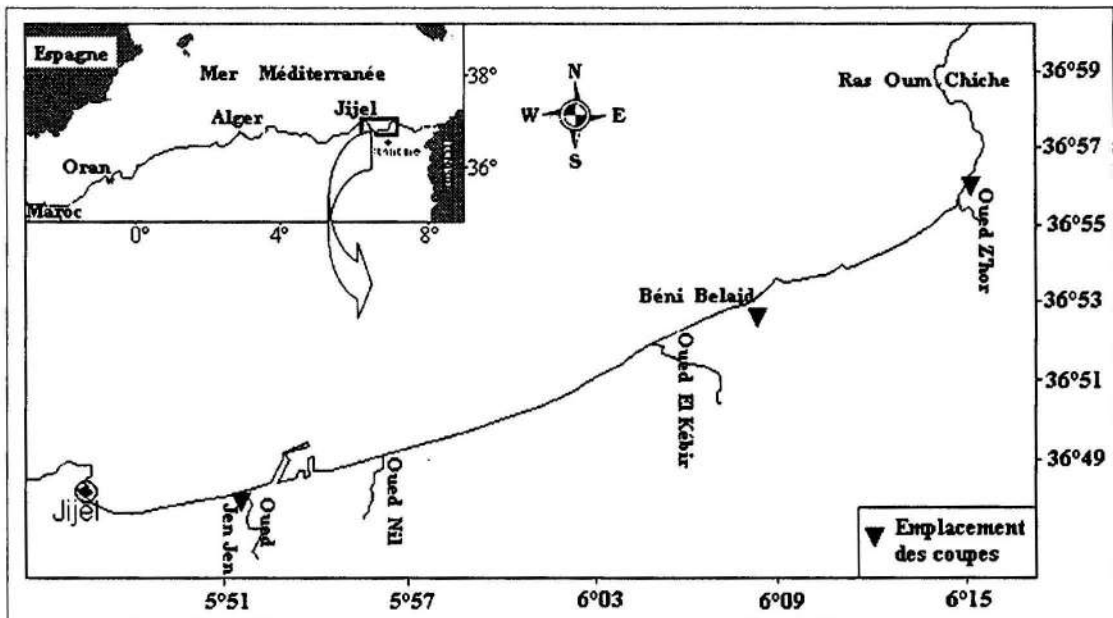 Espagne
Mer Méditerranée
Alger
Jijel
Oran
Maroc
38°
36°
0°
4°
8°
N
W
E
S
Ras Oum Chiche
36°59
36°57
36°55
36°53
36°51
36°49
Oued Z'hor
Béni Belaid
Oued El Kébir
Oued Nil
Oued
Jen Jen
Jijel
Emplacement
des coupes
5°51
5°57
6°03
6°09
6°15